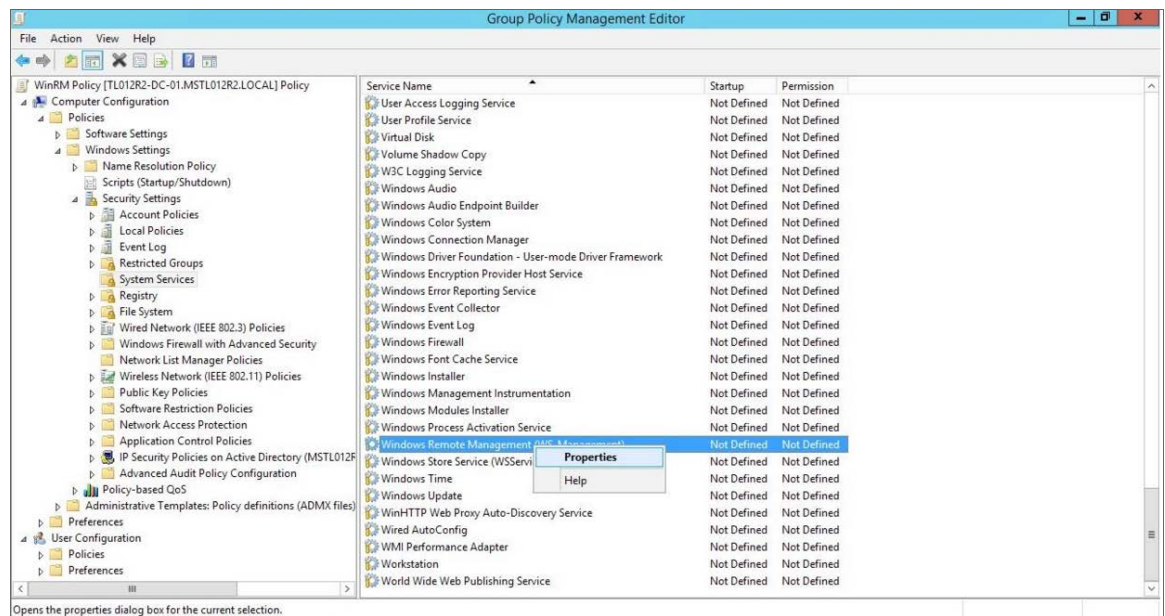 Group Policy Management Editor
File Action View Help
WinRM Policy [TL012R2-DC-01.MSTL012R2.LOCAL] Policy
Computer Configuration
Policies
Software Settings
Windows Settings
Name Resolution Policy
Scripts (Startup/Shutdown)
Security Settings
Account Policies
Local Policies
Event Log
Restricted Groups
System Services
Registry
File System
Wired Network (IEEE 802.3) Policies
Windows Firewall with Advanced Security
Network List Manager Policies
Wireless Network (IEEE 802.11) Policies
Public Key Policies
Software Restriction Policies
Network Access Protection
Application Control Policies
IP Security Policies on Active Directory (MSTL012R
Advanced Audit Policy Configuration
Policy-based QoS
Administrative Templates: Policy definitions (ADMX files)
Preferences
User Configuration
Policies
Preferences
Service Name Startup Permission
User Access Logging Service Not Defined Not Defined
User Profile Service Not Defined Not Defined
Virtual Disk Not Defined Not Defined
Volume Shadow Copy Not Defined Not Defined
W3C Logging Service Not Defined Not Defined
Windows Audio Not Defined Not Defined
Windows Audio Endpoint Builder Not Defined Not Defined
Windows Color System Not Defined Not Defined
Windows Connection Manager Not Defined Not Defined
Windows Driver Foundation - User-mode Driver Framework Not Defined Not Defined
Windows Encryption Provider Host Service Not Defined Not Defined
Windows Error Reporting Service Not Defined Not Defined
Windows Event Collector Not Defined Not Defined
Windows Event Log Not Defined Not Defined
Windows Firewall Not Defined Not Defined
Windows Font Cache Service Not Defined Not Defined
Windows Installer Not Defined Not Defined
Windows Management Instrumentation Not Defined Not Defined
Windows Modules Installer Not Defined Not Defined
Windows Process Activation Service Not Defined Not Defined
Windows Remote Management (WS-Management) Not Defined Not Defined
Windows Store Service (WSServi Not Defined Not Defined
Windows Time Not Defined Not Defined
Windows Update Not Defined Not Defined
WinHTTP Web Proxy Auto-Discovery Service Not Defined Not Defined
Wired AutoConfig Not Defined Not Defined
WMI Performance Adapter Not Defined Not Defined
Workstation Not Defined Not Defined
World Wide Web Publishing Service Not Defined Not Defined
Properties
Help
Opens the properties dialog box for the current selection.